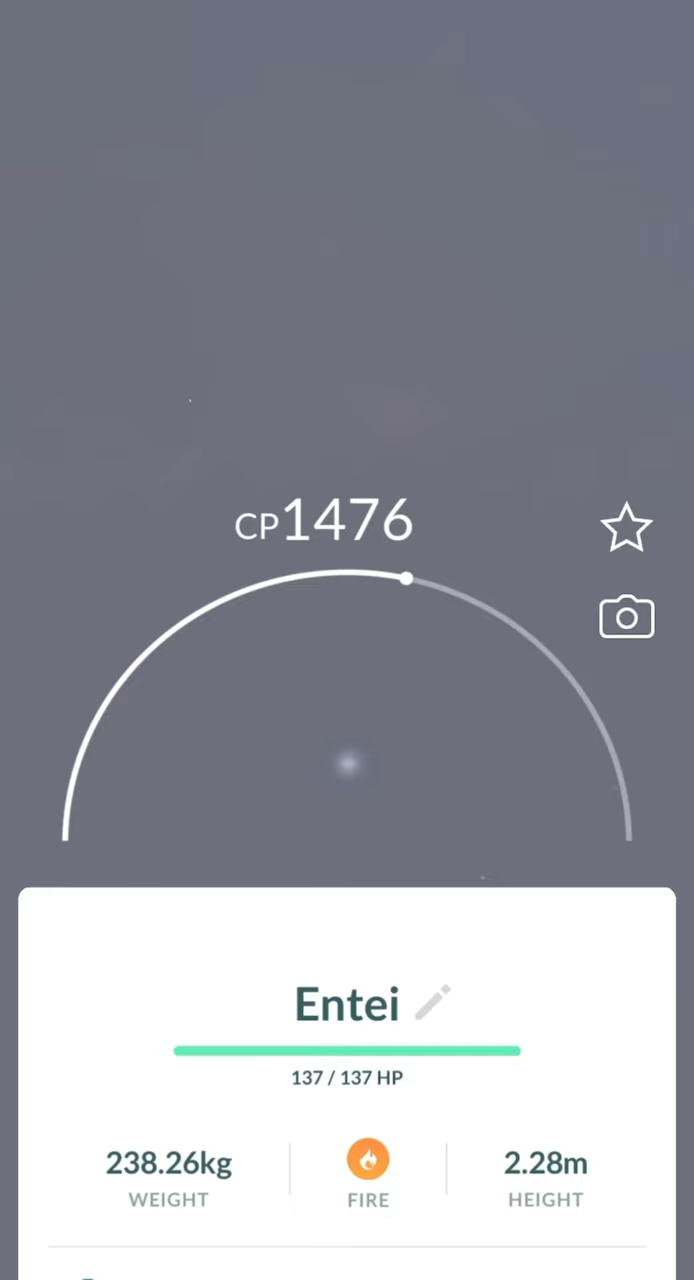 CP1476
Entei
137 / 137 HP
238.26kg
WEIGHT
FIRE
2.28m
HEIGHT